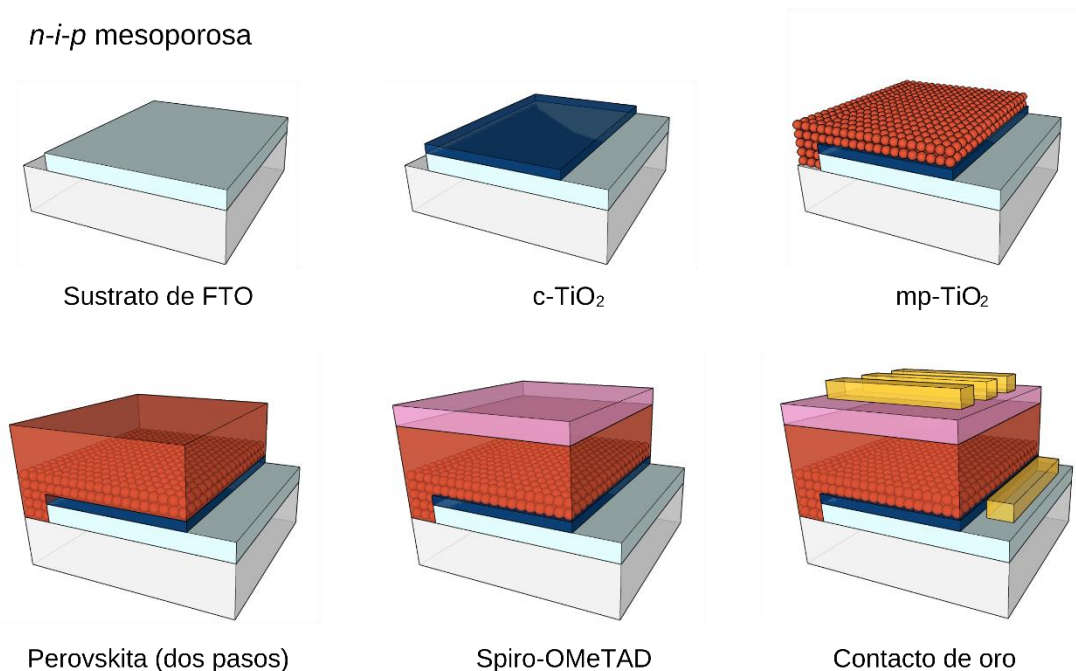 n-i-p mesoporosa
Sustrato de FTO
c-TiO₂
mp-TiO₂
Perovskita (dos pasos)
Spiro-OMeTAD
Contacto de oro